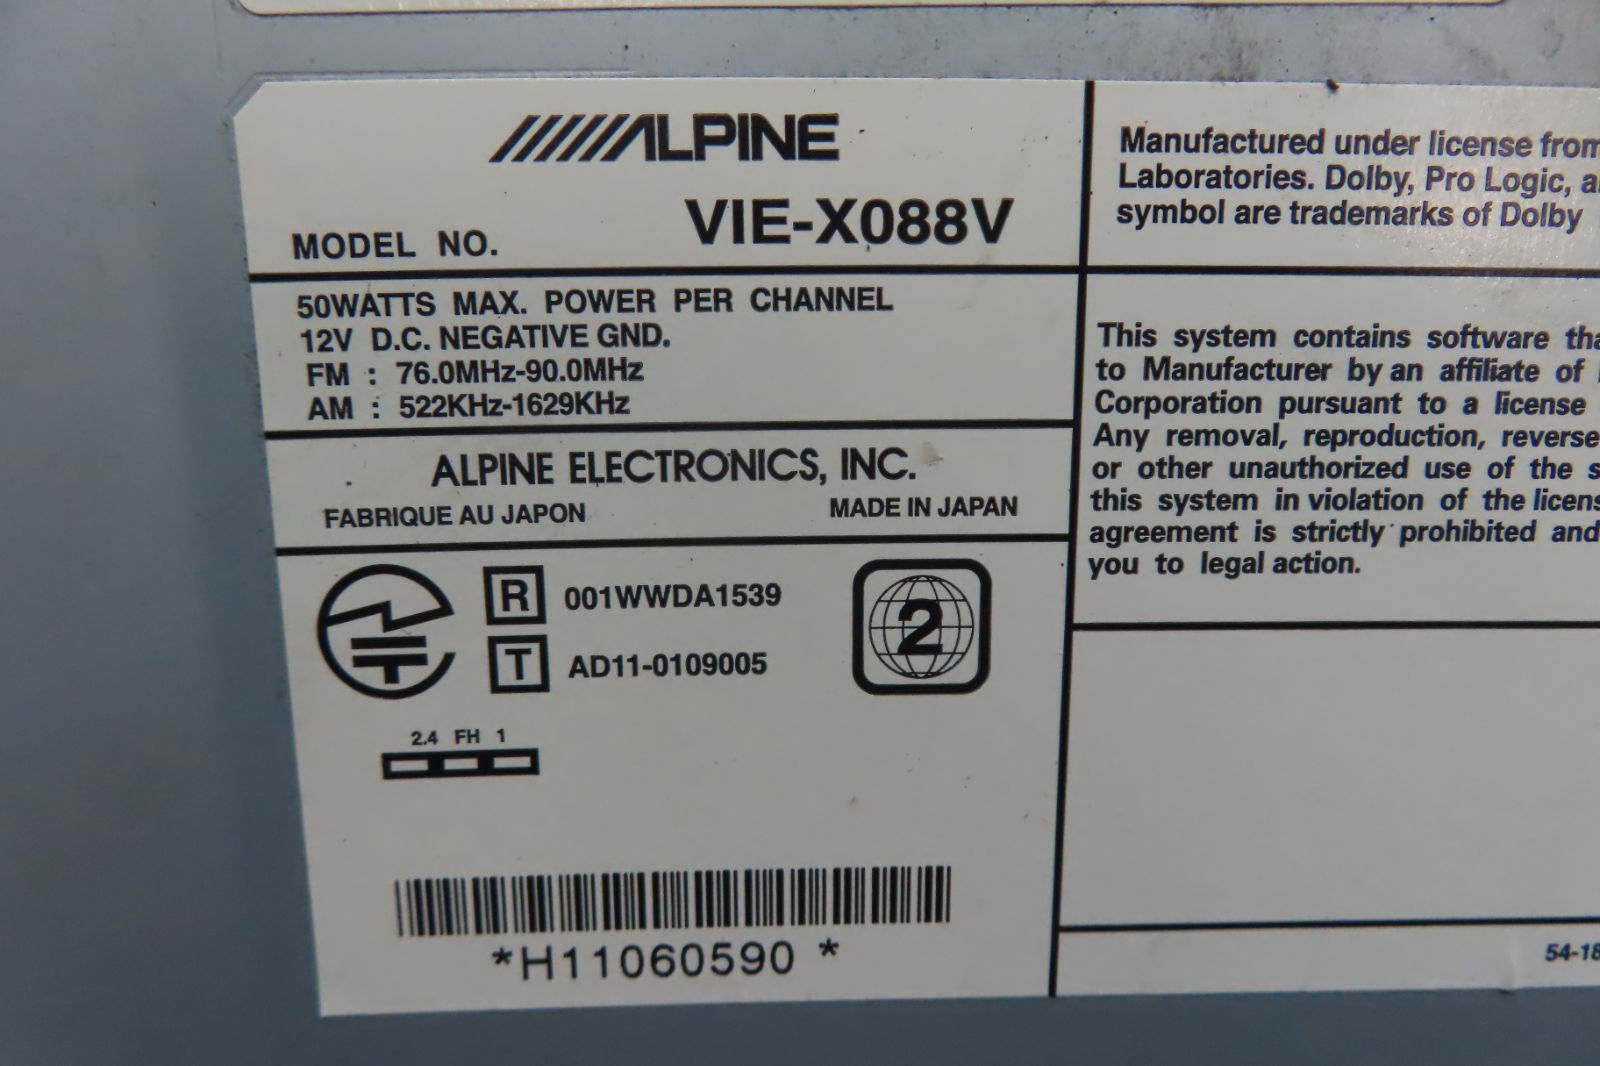 ALPINE
MODEL NO. VIE-X088V
50WATTS MAX. POWER PER CHANNEL
12V D.C. NEGATIVE GND.
FM : 76.0MHz-90.0MHz
AM : 522KHz-1629KHz
ALPINE ELECTRONICS, INC.
FABRIQUE AU JAPON MADE IN JAPAN
R 001WWDA1539
T AD11-0109005
2
2.4 FH 1
*H11060590 *
Manufactured under license from
Laboratories. Dolby, Pro Logic,
symbol are trademarks of Dolby
This system contains software
to Manufacturer by an affiliate of
Corporation pursuant to a license
Any removal, reproduction, reverse
or other unauthorized use of the
this system in violation of the
agreement is strictly prohibited and
you to legal action.
54-18